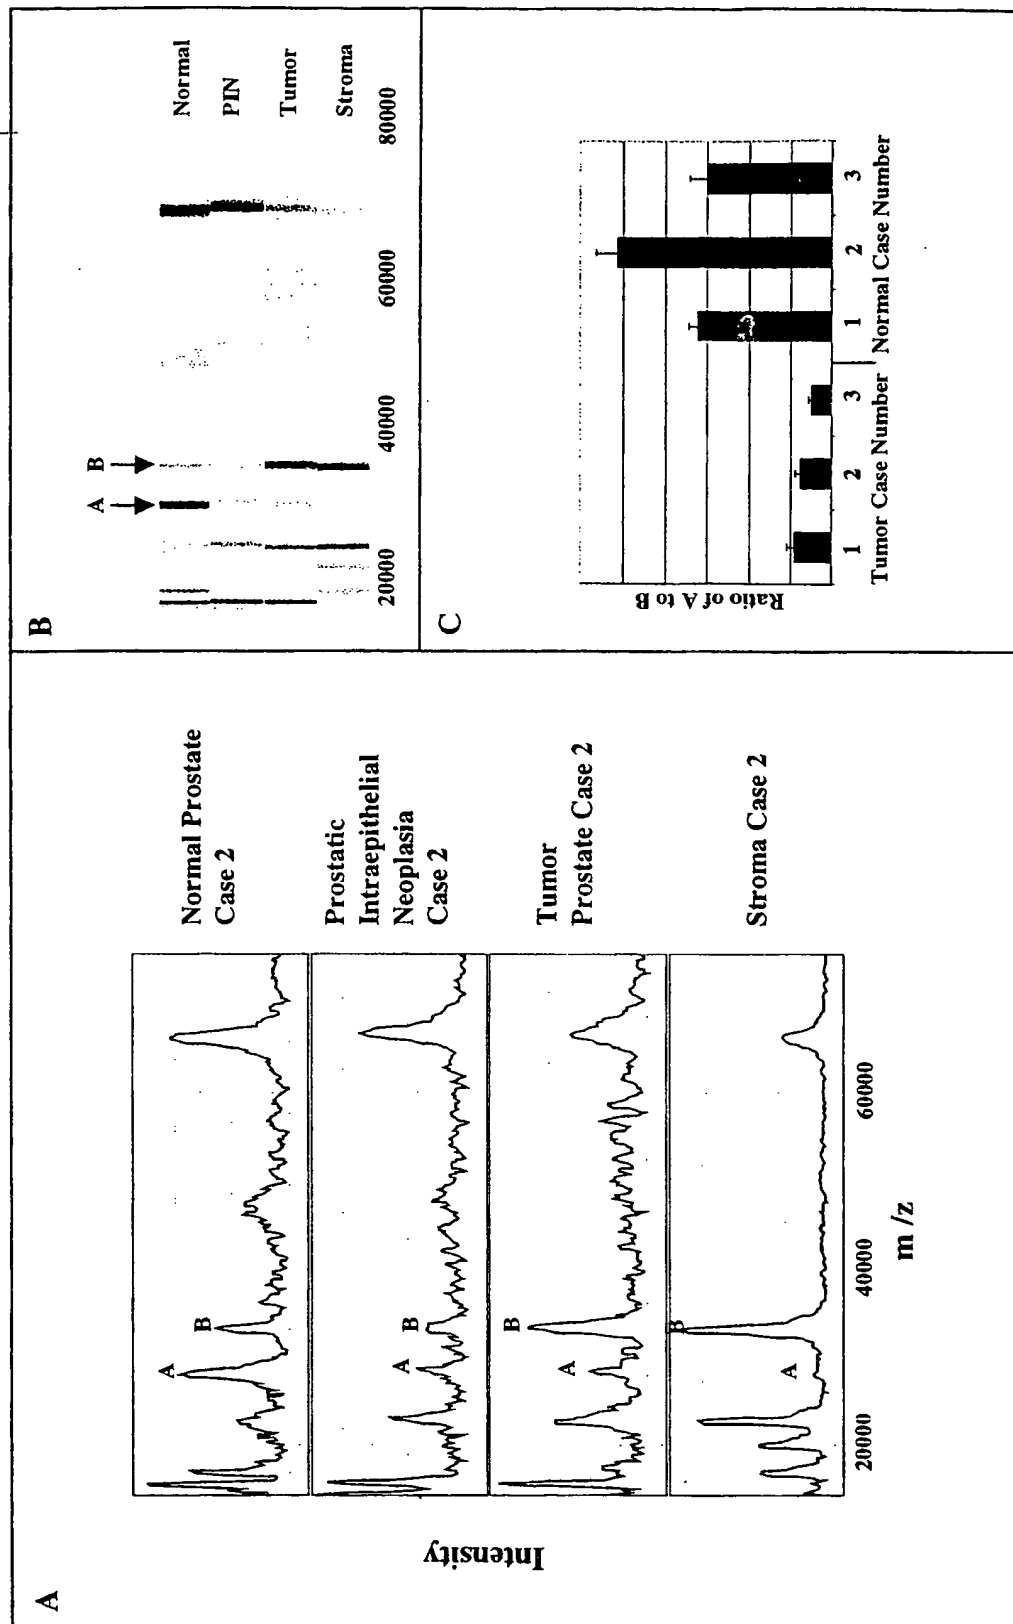 A
Intensity
A
B
Normal Prostate
Case 2
A
B
Prostatic
Intraepithelial
Neoplasia
Case 2
A
B
Tumor
Prostate Case 2
A
B
Stroma Case 2
20000
40000
60000
m /z
B
A
B
Normal
PIN
Tumor
Stroma
20000
40000
60000
80000
C
Ratio of A to B
1
2
3
1
2
3
Tumor Case Number
Normal Case Number